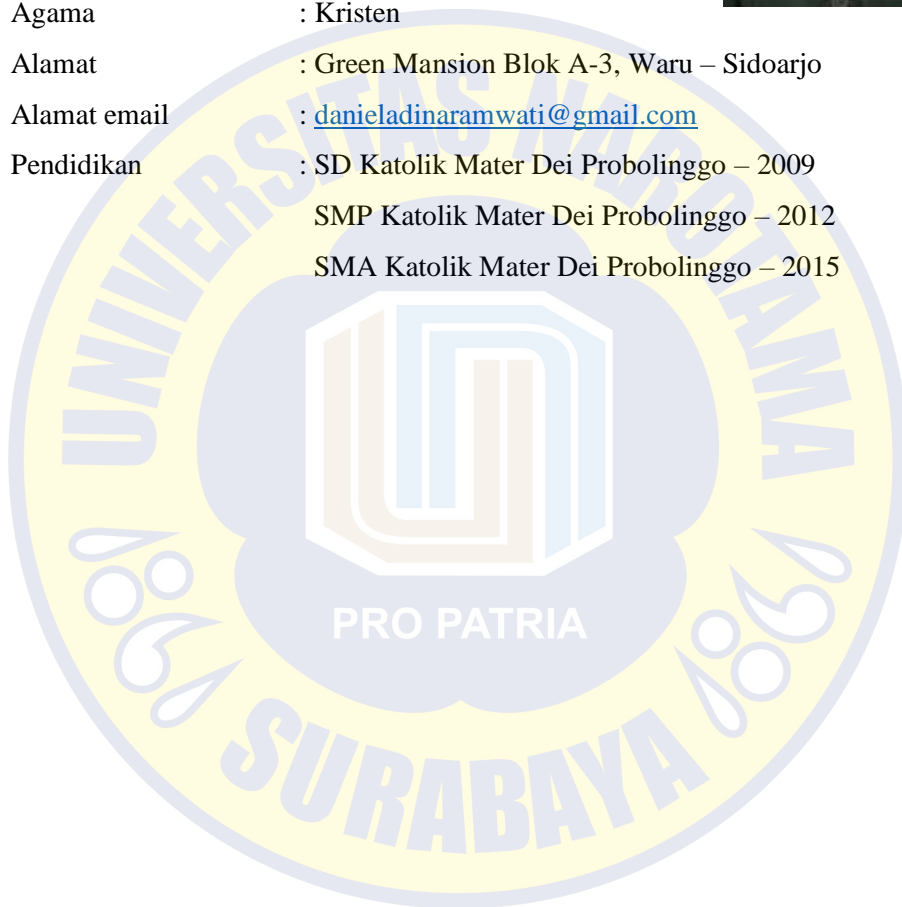 Agama : Kristen
Alamat : Green Mansion Blok A-3, Waru – Sidoarjo
Alamat email : danieladinaramwati@gmail.com
Pendidikan : SD Katolik Mater Dei Probolinggo – 2009
SMP Katolik Mater Dei Probolinggo – 2012
SMA Katolik Mater Dei Probolinggo – 2015
UNIVERSITAS NAROTAMA
PRO PATRIA
SURABAYA